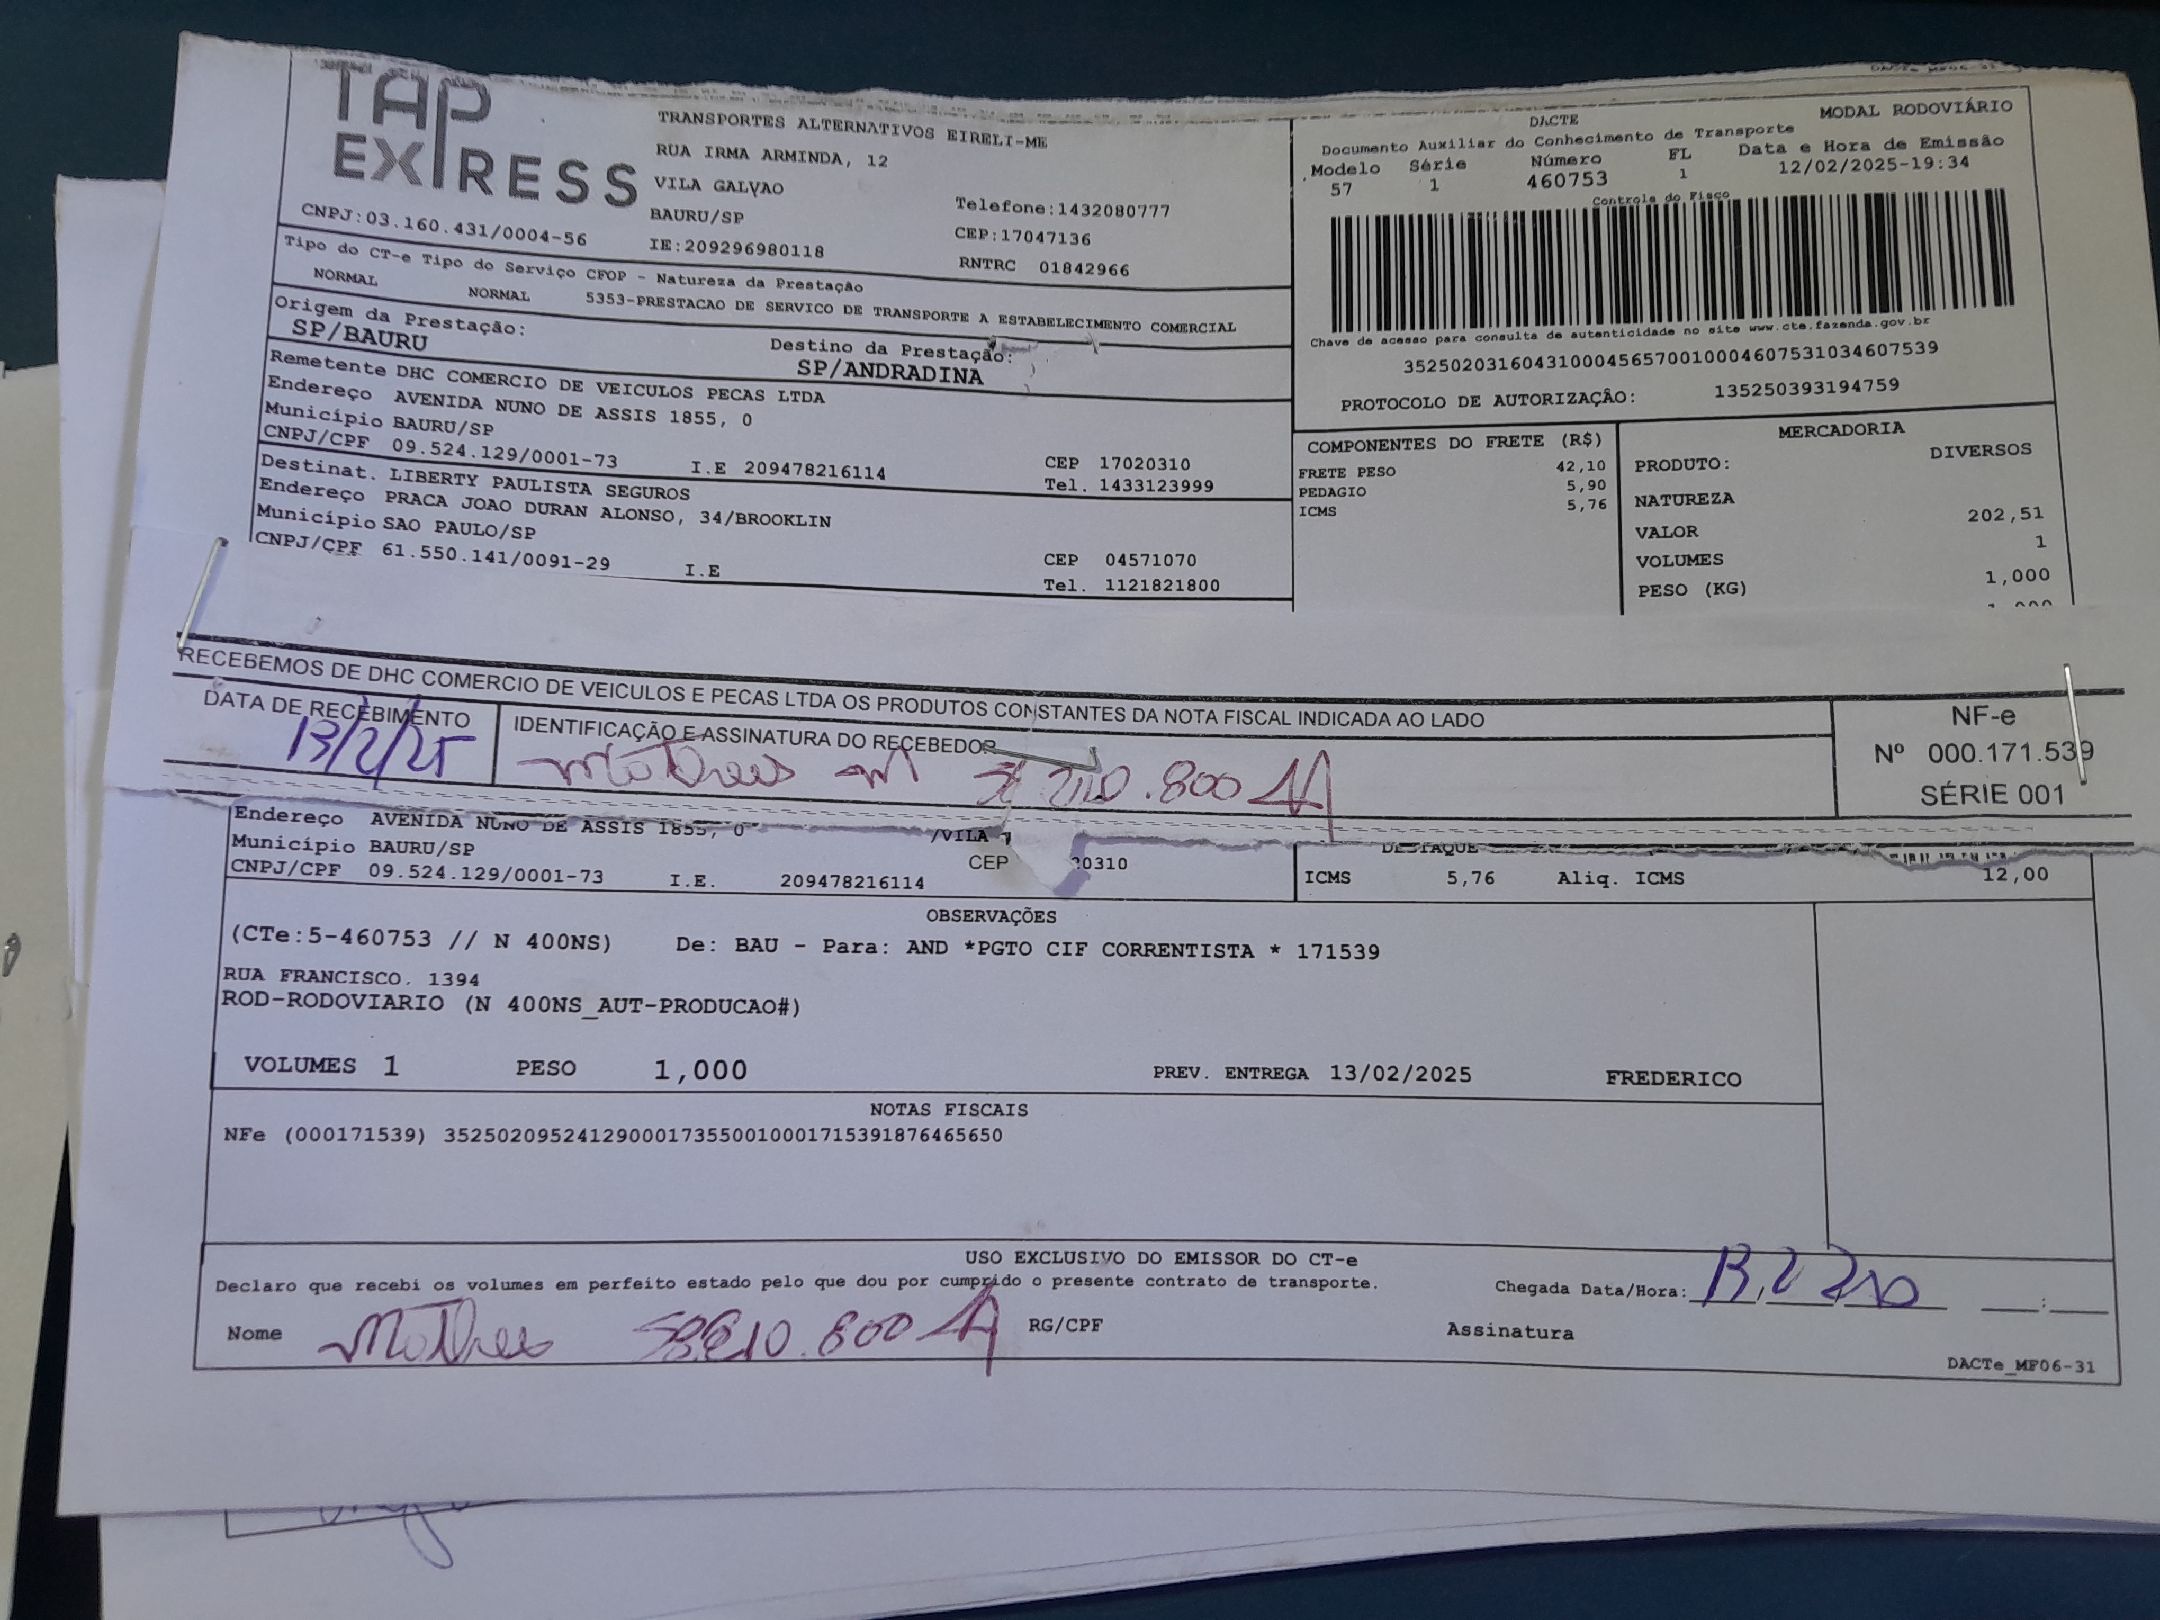 TAP EXPRESS
TRANSPORTES ALTERNATIVOS EIRELI-ME
RUA IRMA ARMINDA, 12
VILA GALVAO
BAURU/SP
IE:209296980118
Telefone:1432080777
CEP:17047136
RNTRC 01842966
CNPJ:03.160.431/0004-56
Tipo do CT-e Tipo do Serviço CFOP - Natureza da Prestação
NORMAL NORMAL 5353-PRESTACAO DE SERVICO DE TRANSPORTE A ESTABELECIMENTO COMERCIAL
Origem da Prestação: Destino da Prestação:
SP/BAURU SP/ANDRADINA
Remetente DHC COMERCIO DE VEICULOS PECAS LTDA
Endereço AVENIDA NUNO DE ASSIS 1855, 0
Município BAURU/SP CEP 17020310
CNPJ/CPF 09.524.129/0001-73 I.E 209478216114 Tel. 1433123999
Destinat. LIBERTY PAULISTA SEGUROS
Endereço PRACA JOAO DURAN ALONSO, 34/BROOKLIN
Município SAO PAULO/SP CEP 04571070
CNPJ/CPF 61.550.141/0091-29 I.E Tel. 1121821800
DACTE MODAL RODOVIÁRIO
Documento Auxiliar do Conhecimento de Transporte
Modelo Série Número FL Data e Hora de Emissão
57 1 460753 1 12/02/2025-19:34
Controle do Fisco
Chave de acesso para consulta de autenticidade no site www.cte.fazenda.gov.br
35250203160431000456570010004607531034607539
PROTOCOLO DE AUTORIZAÇÃO: 135250393194759
COMPONENTES DO FRETE (R$)
FRETE PESO 42,10
PEDAGIO 5,90
ICMS 5,76
MERCADORIA
PRODUTO: DIVERSOS
NATUREZA
VALOR 202,51
VOLUMES 1
PESO (KG) 1,000
RECEBEMOS DE DHC COMERCIO DE VEICULOS E PECAS LTDA OS PRODUTOS CONSTANTES DA NOTA FISCAL INDICADA AO LADO
DATA DE RECEBIMENTO
13/2/25
IDENTIFICAÇÃO E ASSINATURA DO RECEBEDOR
Matheus M
NF-e
Nº 000.171.539
SÉRIE 001
Endereço AVENIDA NUNO DE ASSIS 1855, 0 /VILA
Município BAURU/SP CEP 20310
CNPJ/CPF 09.524.129/0001-73 I.E. 209478216114
DESTAQUE
ICMS 5,76 Aliq. ICMS 12,00
OBSERVAÇÕES
(CTe:5-460753 // N 400NS) De: BAU - Para: AND *PGTO CIF CORRENTISTA * 171539
RUA FRANCISCO. 1394
ROD-RODOVIARIO (N 400NS_AUT-PRODUCAO#)
VOLUMES 1 PESO 1,000 PREV. ENTREGA 13/02/2025 FREDERICO
NOTAS FISCAIS
NFe (000171539) 35250209524129000173550010001715391876465650
USO EXCLUSIVO DO EMISSOR DO CT-e
Declaro que recebi os volumes em perfeito estado pelo que dou por cumprido o presente contrato de transporte.
Chegada Data/Hora:
Nome Matheus RG/CPF Assinatura
DACTe_MF06-31